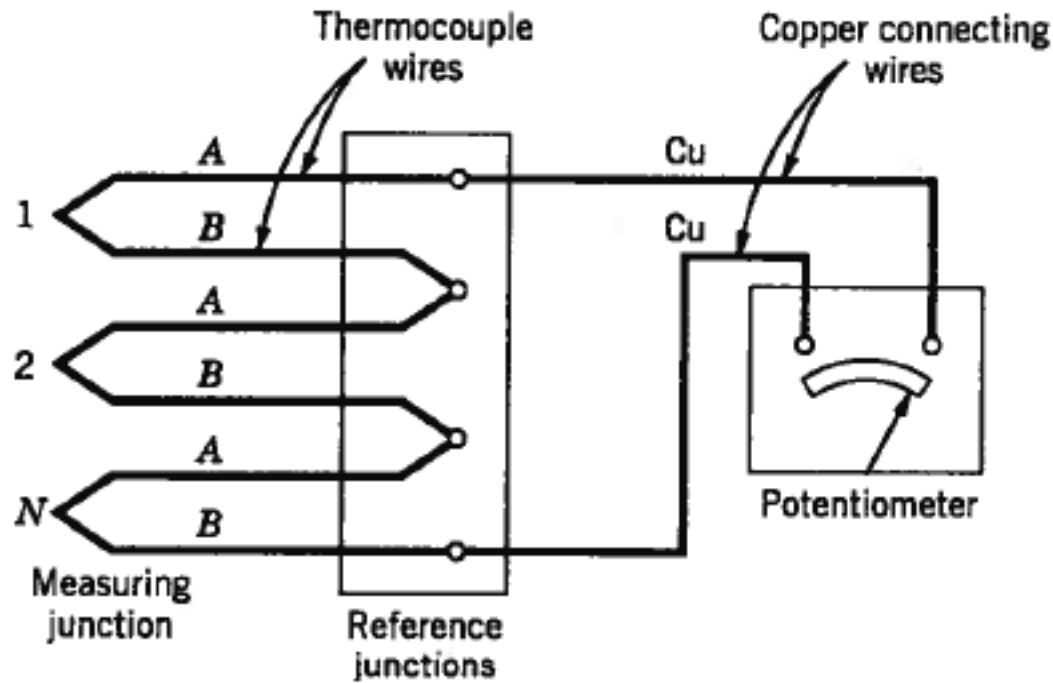 Thermocouple
wires
Copper connecting
wires
A
Cu
1
B
Cu
A
2
B
A
N
B
Potentiometer
Measuring
junction
Reference
junctions